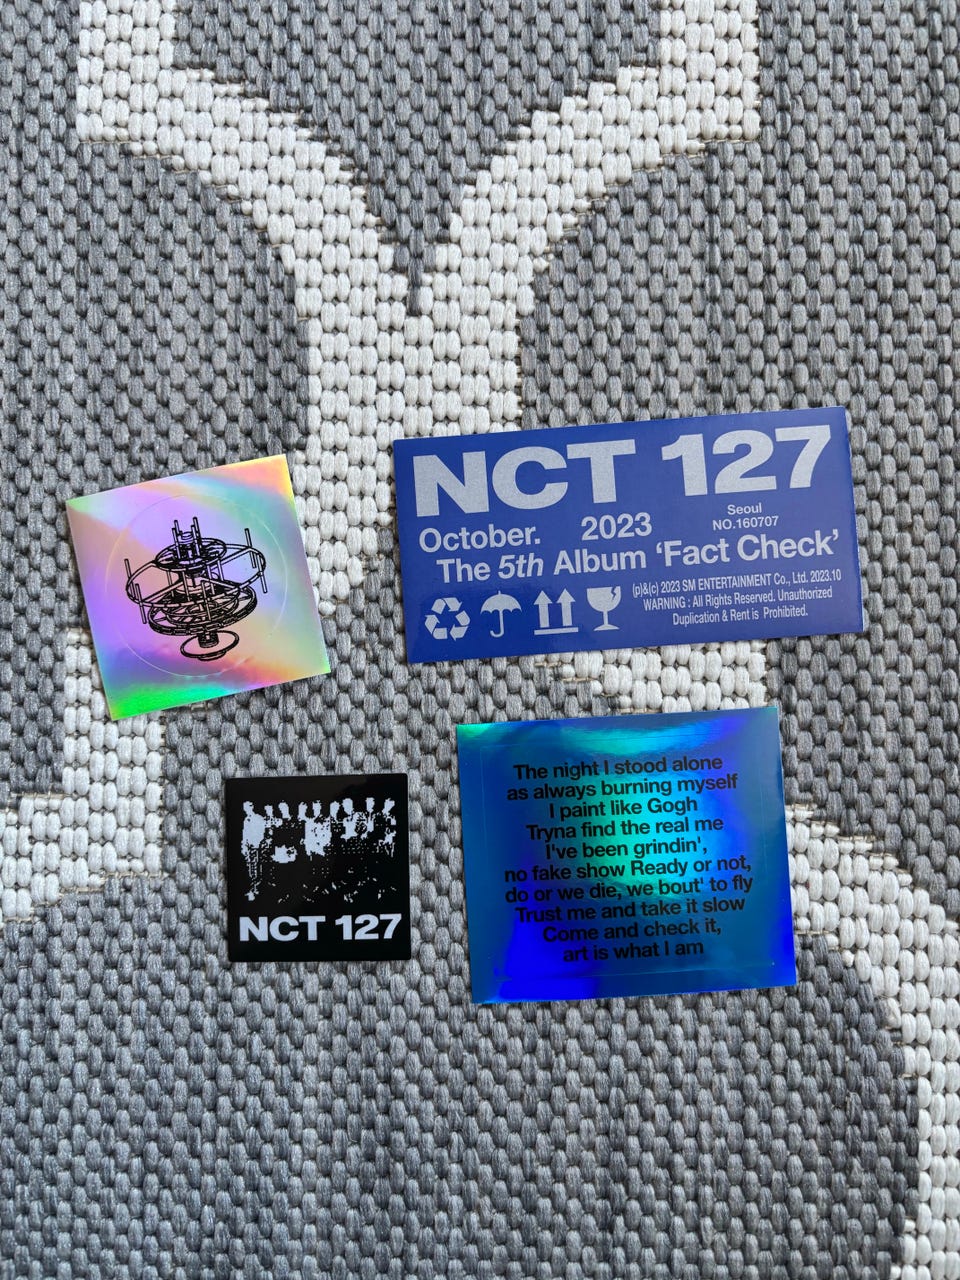 NCT 127
October. 2023
Seoul
NO.160707
The 5th Album ‘Fact Check’
(p)&(c) 2023 SM ENTERTAINMENT Co., Ltd. 2023.10
WARNING : All Rights Reserved. Unauthorized
Duplication & Rent is Prohibited.
The night I stood alone
as always burning myself
I paint like Gogh
Tryna find the real me
I've been grindin',
no fake show Ready or not,
do or we die, we bout' to fly
Trust me and take it slow
Come and check it,
art is what I am
NCT 127